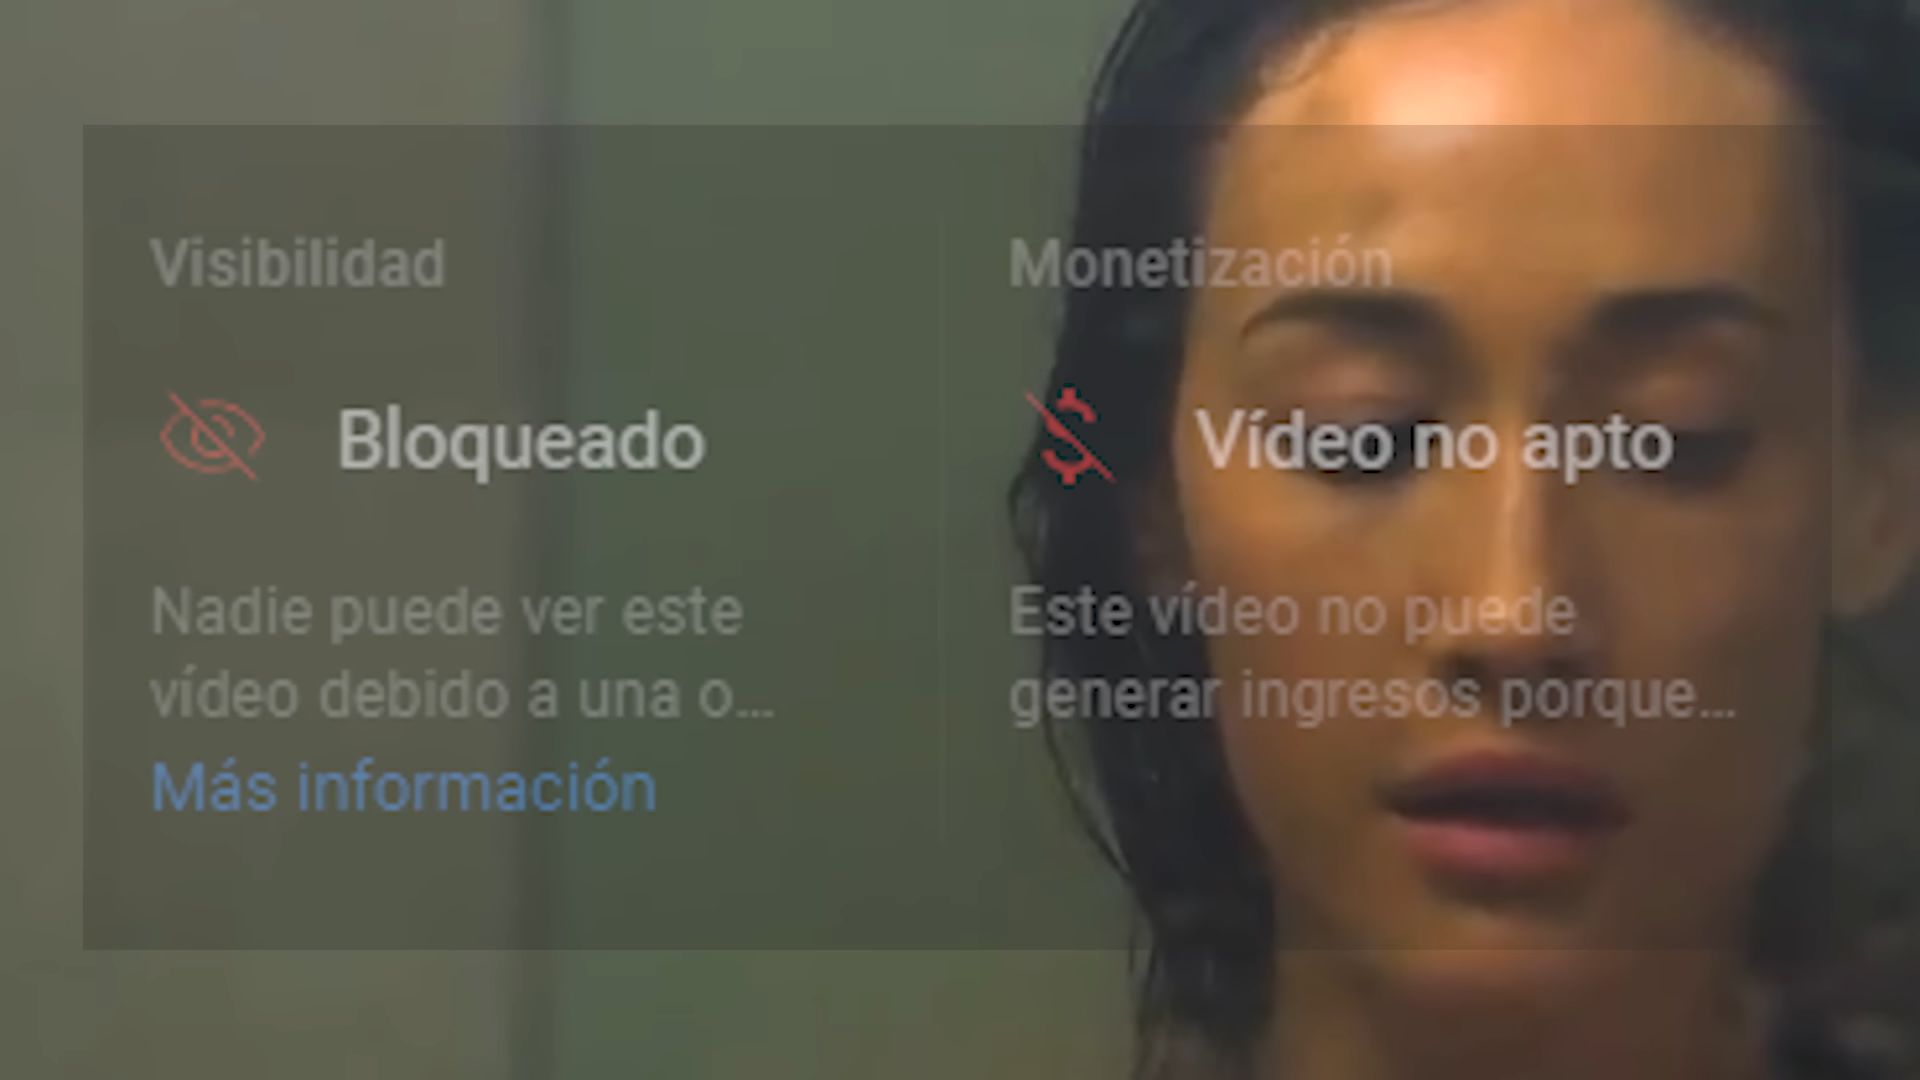 Visibilidad
Bloqueado
Nadie puede ver este
vídeo debido a una o...
Más información
Monetización
Vídeo no apto
Este vídeo no puede
generar ingresos porque...